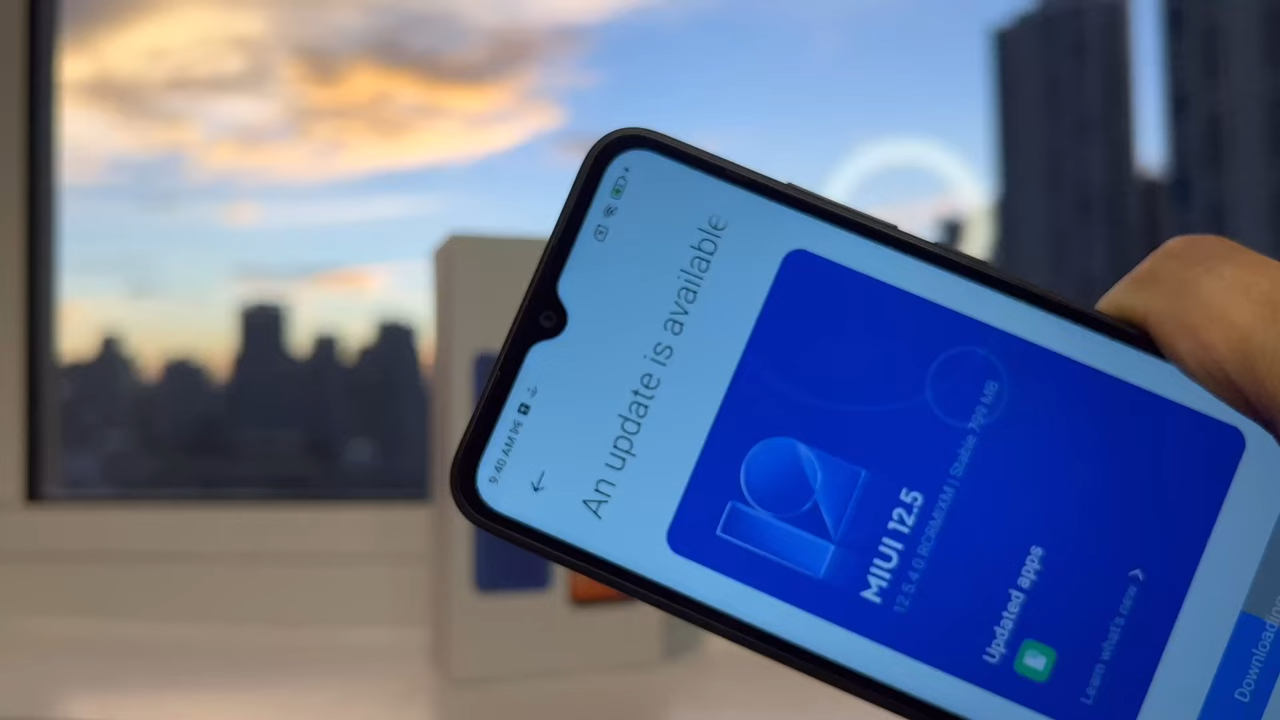 9:40 AM
An update is available
MIUI 12.5
12.5.4.0 RCRMIXM | Stable 799 MB
Updated apps
Learn what's new >
Downloading